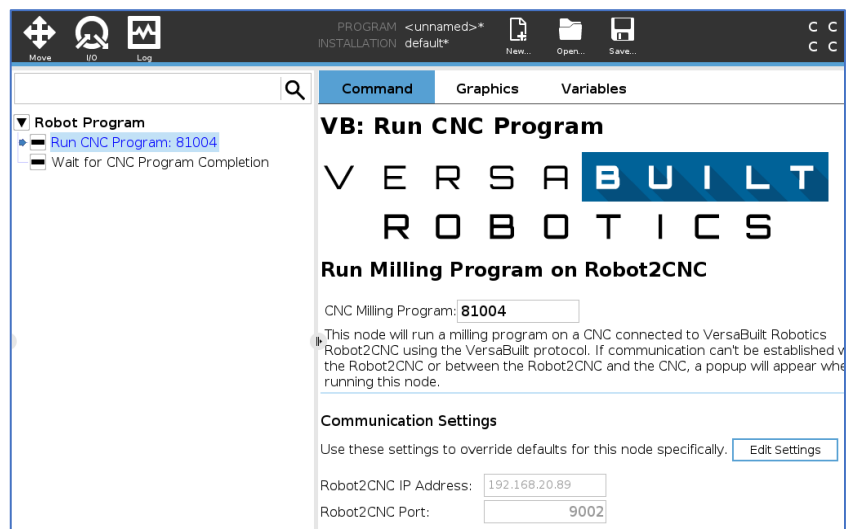 PROGRAM <unnamed>*
INSTALLATION default*
Move
I/O
Log
New...
Open...
Save...
C C
C C
Robot Program
Run CNC Program: 81004
Wait for CNC Program Completion
Command Graphics Variables
VB: Run CNC Program
VERSABUILT
ROBOTICS
Run Milling Program on Robot2CNC
CNC Milling Program: 81004
This node will run a milling program on a CNC connected to VersaBuilt Robotics
Robot2CNC using the VersaBuilt protocol. If communication can't be established
the Robot2CNC or between the Robot2CNC and the CNC, a popup will appear
running this node.
Communication Settings
Use these settings to override defaults for this node specifically. Edit Settings
Robot2CNC IP Address: 192.168.20.89
Robot2CNC Port: 9002